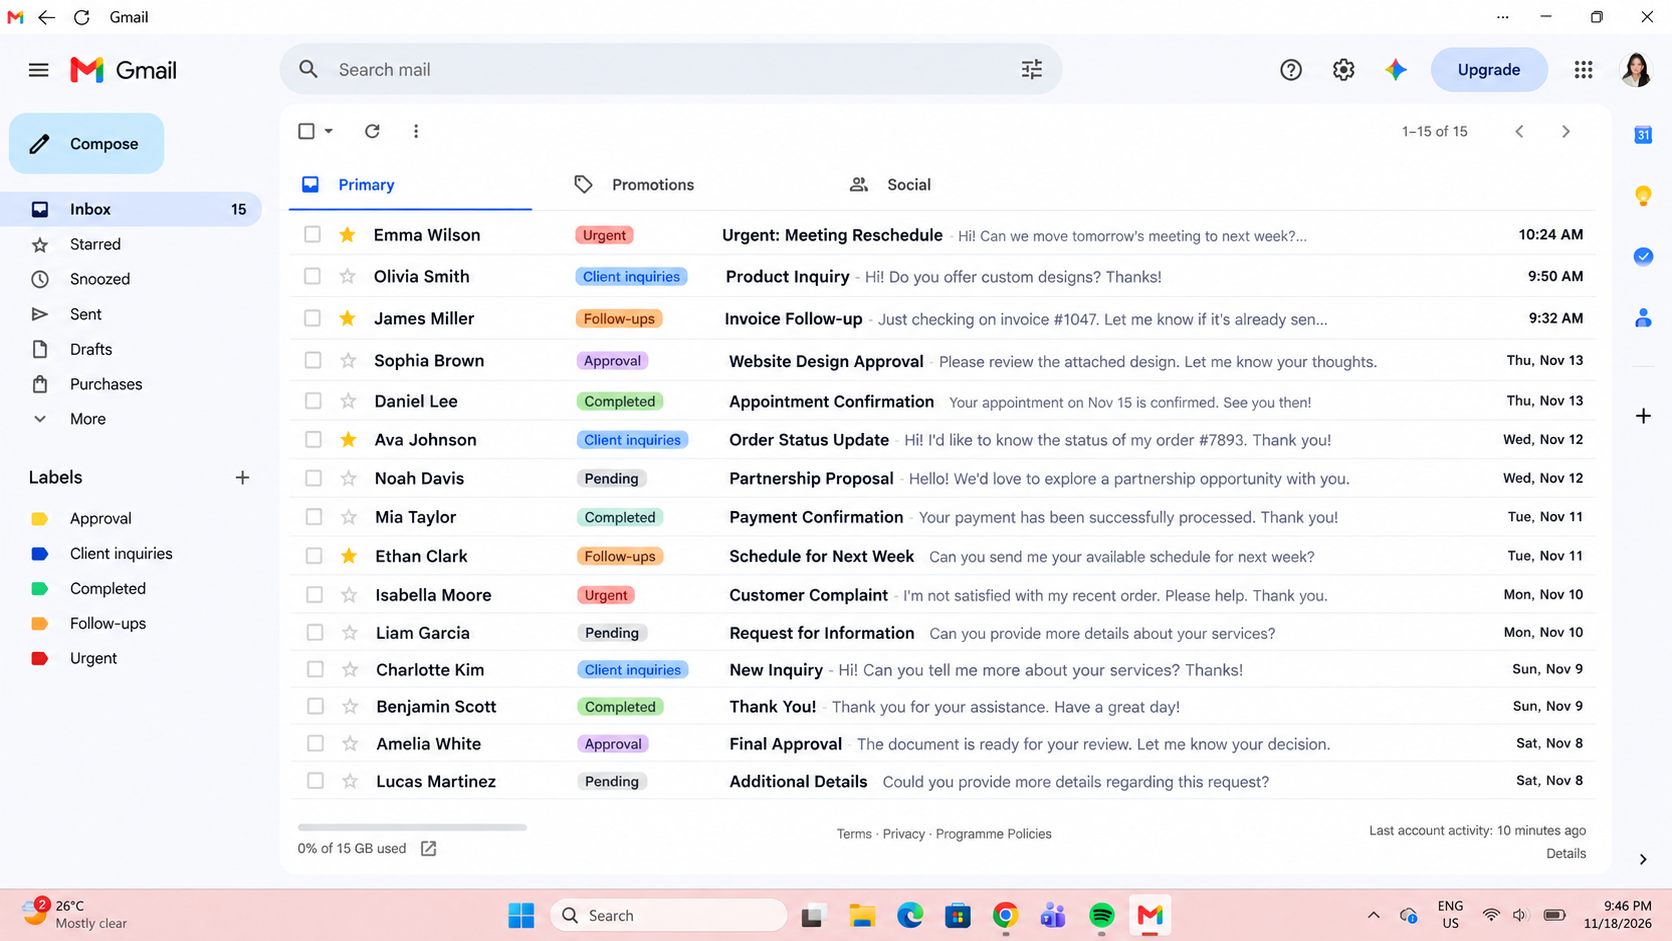 Gmail
Gmail
Search mail
Upgrade
31
Compose
1–15 of 15
Primary Promotions Social
Inbox 15
Starred
Snoozed
Sent
Drafts
Purchases
More
Labels
Approval
Client inquiries
Completed
Follow-ups
Urgent
Emma Wilson Urgent Urgent: Meeting Reschedule - Hi! Can we move tomorrow's meeting to next week?... 10:24 AM
Olivia Smith Client inquiries Product Inquiry - Hi! Do you offer custom designs? Thanks! 9:50 AM
James Miller Follow-ups Invoice Follow-up - Just checking on invoice #1047. Let me know if it's already sen... 9:32 AM
Sophia Brown Approval Website Design Approval - Please review the attached design. Let me know your thoughts. Thu, Nov 13
Daniel Lee Completed Appointment Confirmation Your appointment on Nov 15 is confirmed. See you then! Thu, Nov 13
Ava Johnson Client inquiries Order Status Update - Hi! I'd like to know the status of my order #7893. Thank you! Wed, Nov 12
Noah Davis Pending Partnership Proposal - Hello! We'd love to explore a partnership opportunity with you. Wed, Nov 12
Mia Taylor Completed Payment Confirmation - Your payment has been successfully processed. Thank you! Tue, Nov 11
Ethan Clark Follow-ups Schedule for Next Week Can you send me your available schedule for next week? Tue, Nov 11
Isabella Moore Urgent Customer Complaint - I'm not satisfied with my recent order. Please help. Thank you. Mon, Nov 10
Liam Garcia Pending Request for Information Can you provide more details about your services? Mon, Nov 10
Charlotte Kim Client inquiries New Inquiry - Hi! Can you tell me more about your services? Thanks! Sun, Nov 9
Benjamin Scott Completed Thank You! - Thank you for your assistance. Have a great day! Sun, Nov 9
Amelia White Approval Final Approval - The document is ready for your review. Let me know your decision. Sat, Nov 8
Lucas Martinez Pending Additional Details Could you provide more details regarding this request? Sat, Nov 8
0% of 15 GB used
Terms · Privacy · Programme Policies
Last account activity: 10 minutes ago
Details
2
26°C
Mostly clear
Search
ENG
US
9:46 PM
11/18/2026